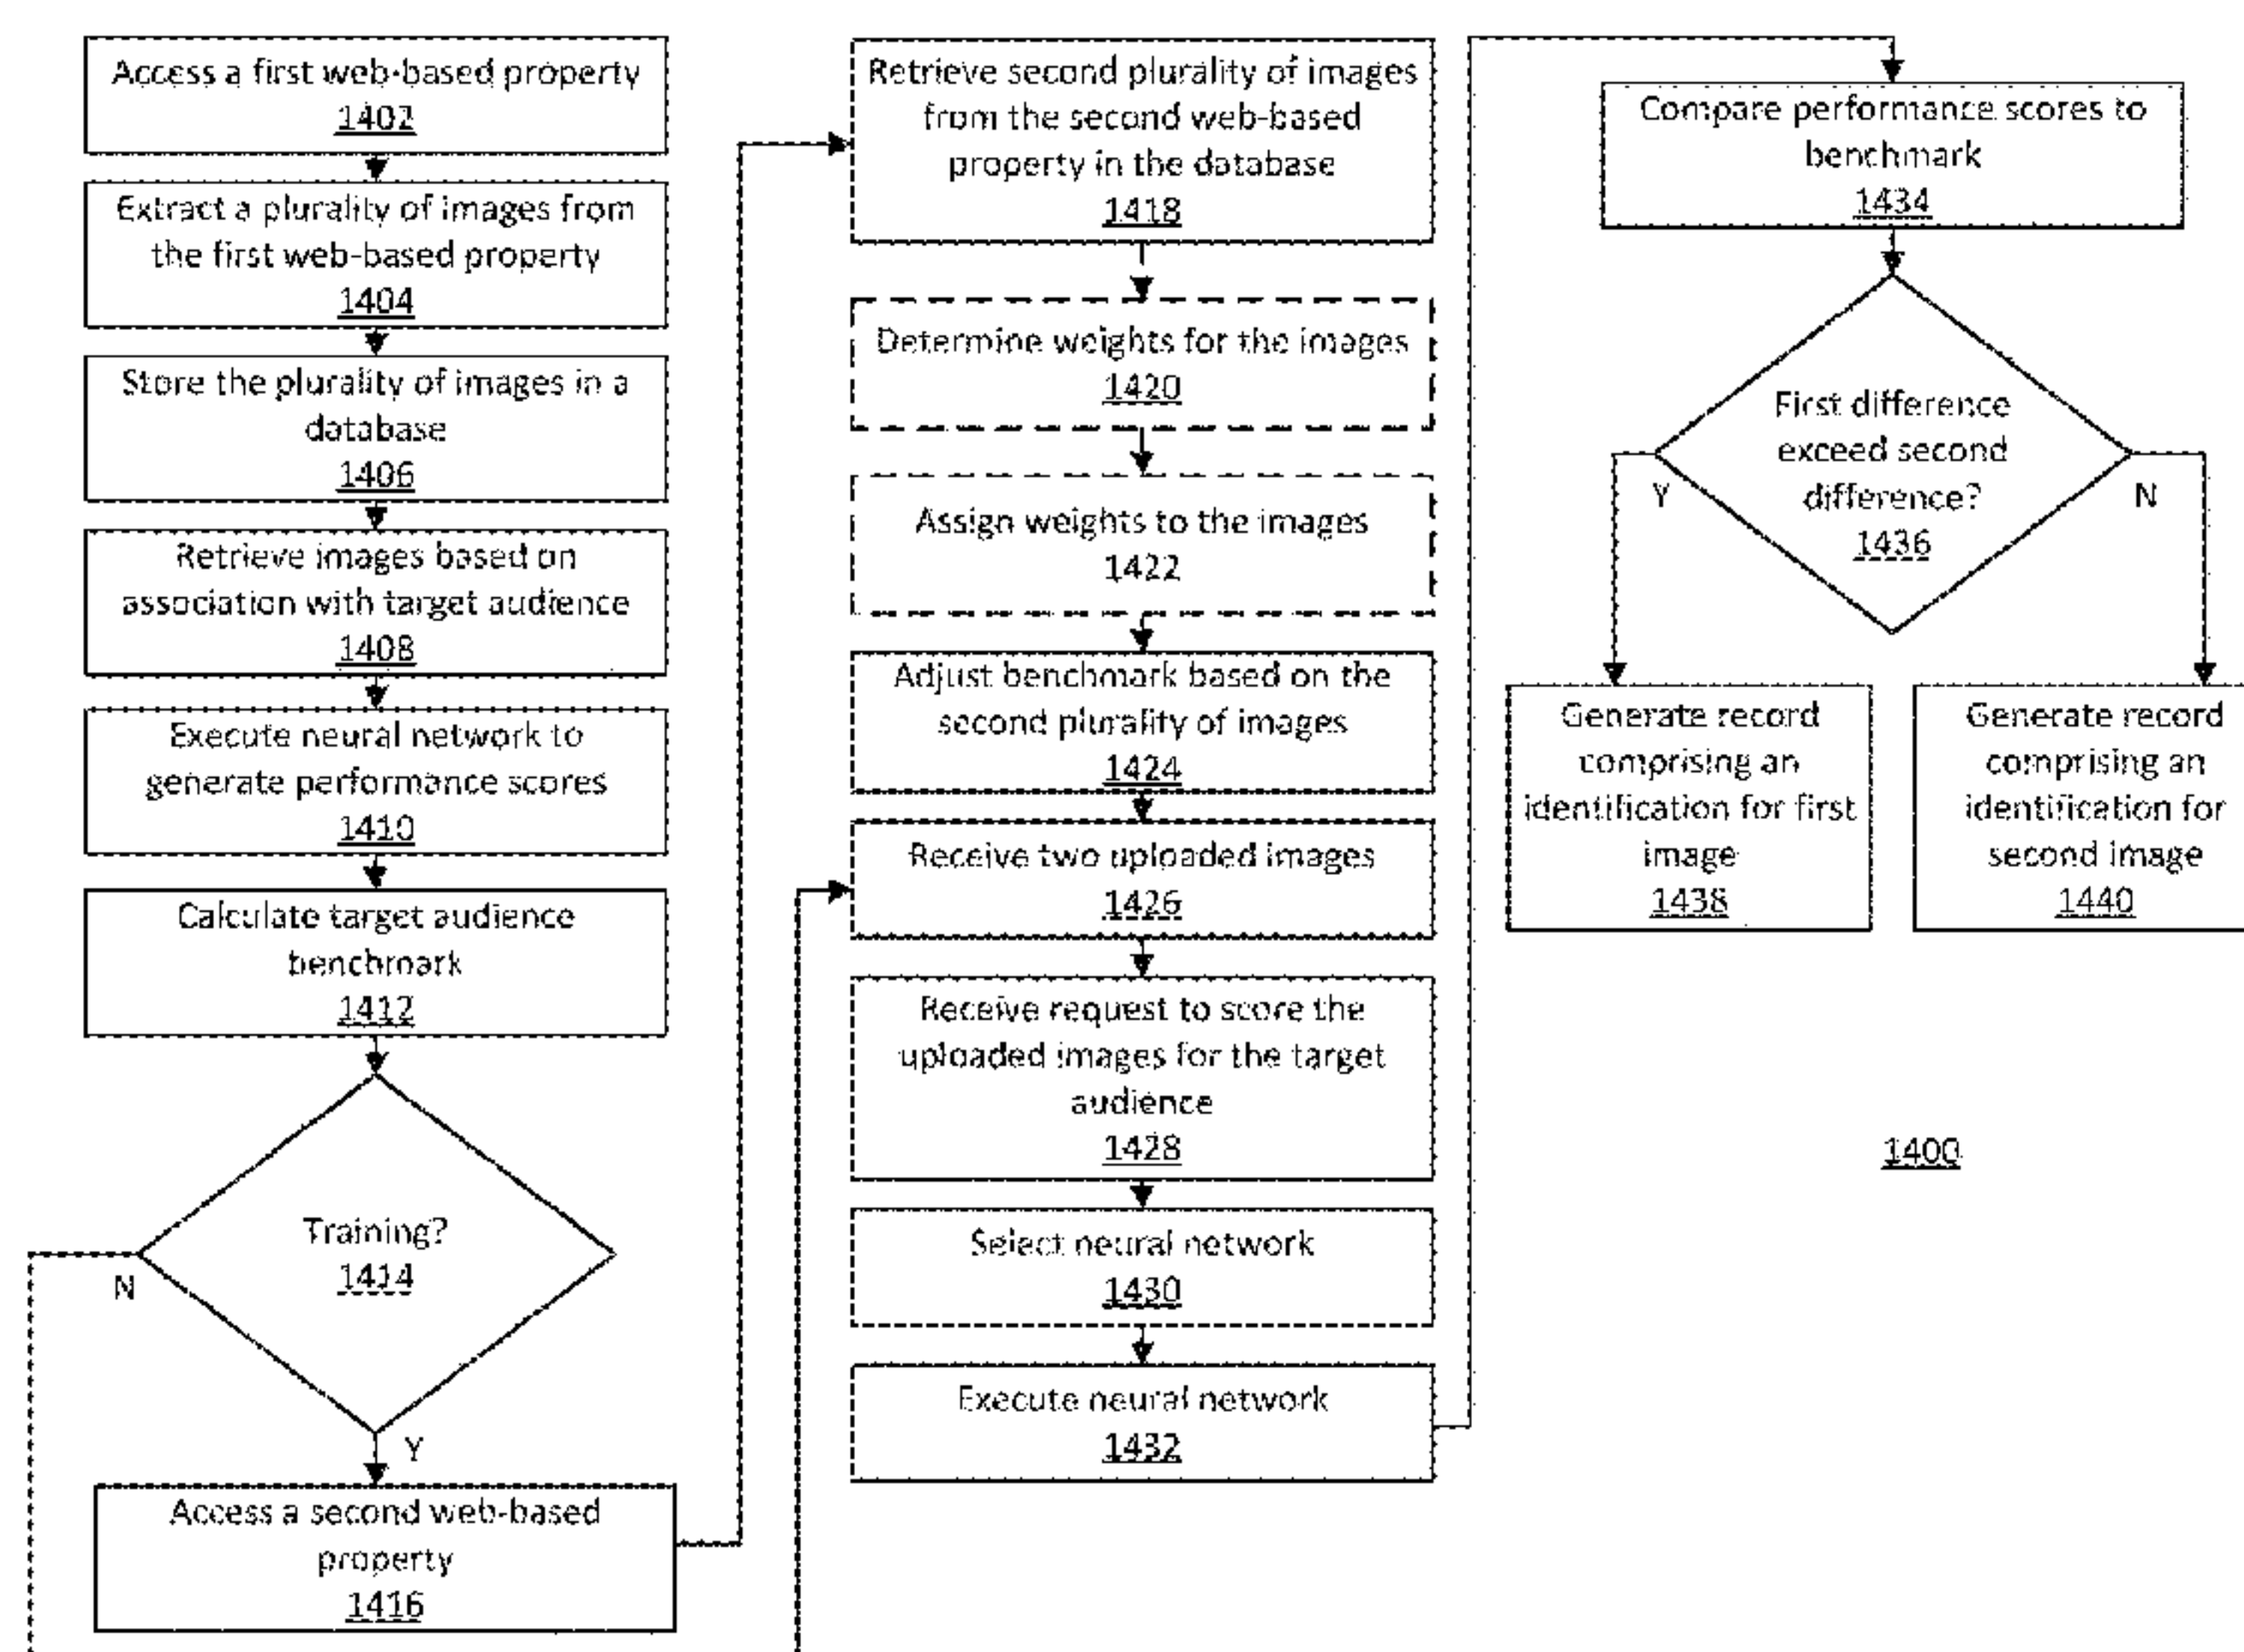 Access a first web-based property
1402
Extract a plurality of images from
the first web-based property
1404
Store the plurality of images in a
database
1406
Retrieve images based on
association with target audience
1408
Execute neural network to
generate performance scores
1410
Calculate target audience
benchmark
1412
Training?
1414
N
Y
Access a second web-based
property
1416
Retrieve second plurality of images
from the second web-based
property in the database
1418
Determine weights for the images
1420
Assign weights to the images
1422
Adjust benchmark based on the
second plurality of images
1424
Receive two uploaded images
1426
Receive request to score the
uploaded images for the target
audience
1428
Select neural network
1430
Execute neural network
1432
Compare performance scores to
benchmark
1434
First difference
exceed second
difference?
1436
Y
N
Generate record
comprising an
identification for first
image
1438
Generate record
comprising an
identification for
second image
1440
1400